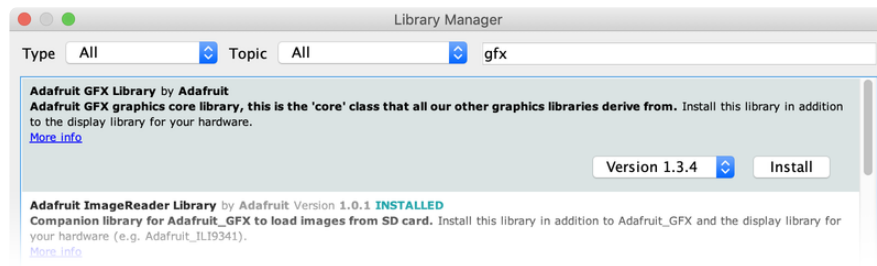 Library Manager
Type All Topic All gfx
Adafruit GFX Library by Adafruit
Adafruit GFX graphics core library, this is the 'core' class that all our other graphics libraries derive from. Install this library in addition
to the display library for your hardware.
More info
Version 1.3.4 Install
Adafruit ImageReader Library by Adafruit Version 1.0.1 INSTALLED
Companion library for Adafruit_GFX to load images from SD card. Install this library in addition to Adafruit_GFX and the display library for
your hardware (e.g. Adafruit_ILI9341).
More info